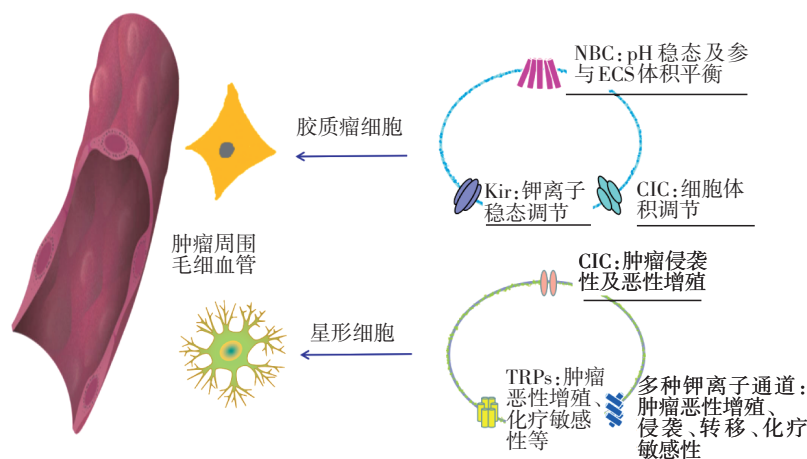 NBC：pH 稳态及参
与ECS体积平衡
胶质瘤细胞
Kir：钾离子
稳态调节
CIC：细胞体
积调节
肿瘤周围
毛细血管
CIC：肿瘤侵袭
性及恶性增殖
星形细胞
TRPs：肿瘤
恶性增殖、
化疗敏感
性等
多种钾离子通道：
肿瘤恶性增殖、
侵袭、转移、化疗
敏感性